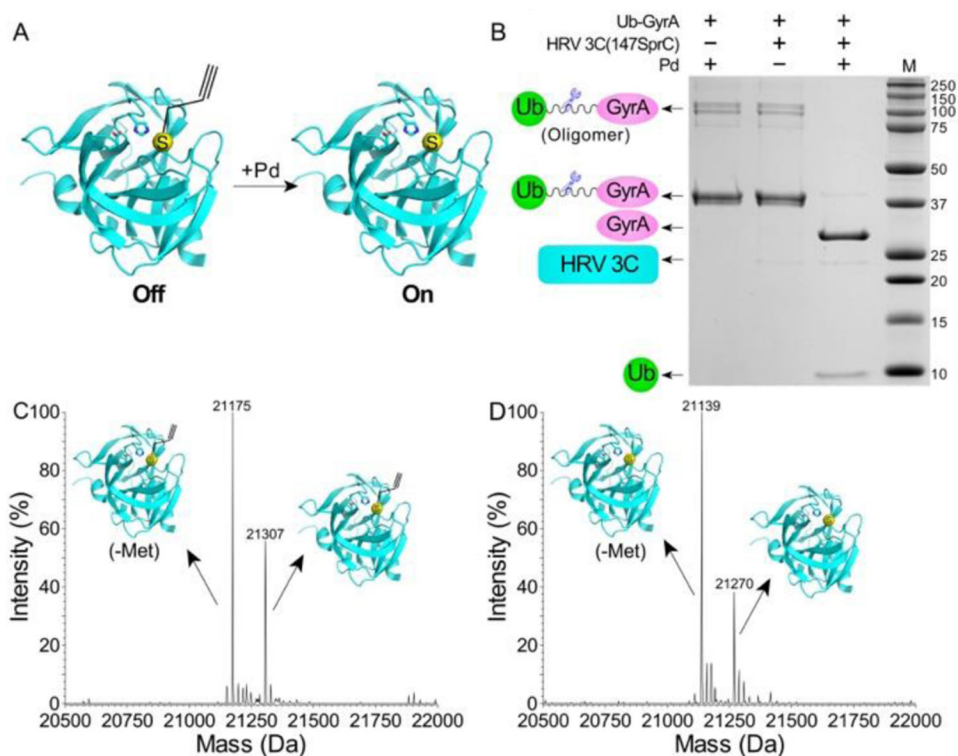 A
S
+Pd
S
Off
On
B
Ub-GyrA + + +
HRV 3C(147SprC) − + +
Pd + − +
M
Ub GyrA
(Oligomer)
Ub GyrA
GyrA
HRV 3C
Ub
250
150
100
75
50
37
25
20
15
10
C
Intensity (%)
100
80
60
40
20
0
21175
21307
(-Met)
20500 20750 21000 21250 21500 21750 22000
Mass (Da)
D
Intensity (%)
100
80
60
40
20
0
21139
21270
(-Met)
20500 20750 21000 21250 21500 21750 22000
Mass (Da)